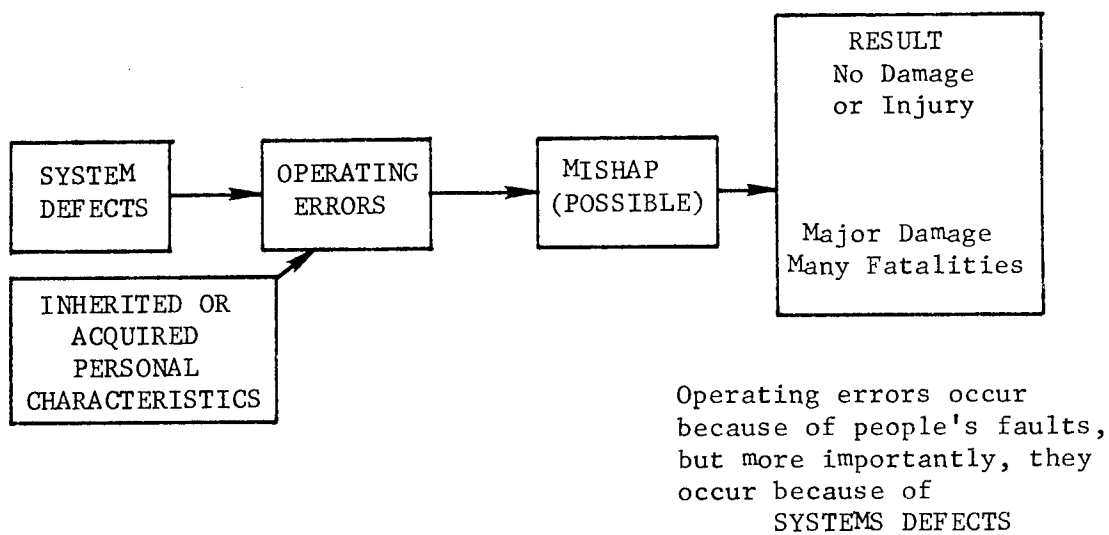 SYSTEM
DEFECTS
INHERITED OR
ACQUIRED
PERSONAL
CHARACTERISTICS
OPERATING
ERRORS
MISHAP
(POSSIBLE)
RESULT
No Damage
or Injury
Major Damage
Many Fatalities
Operating errors occur
because of people's faults,
but more importantly, they
occur because of
SYSTEMS DEFECTS